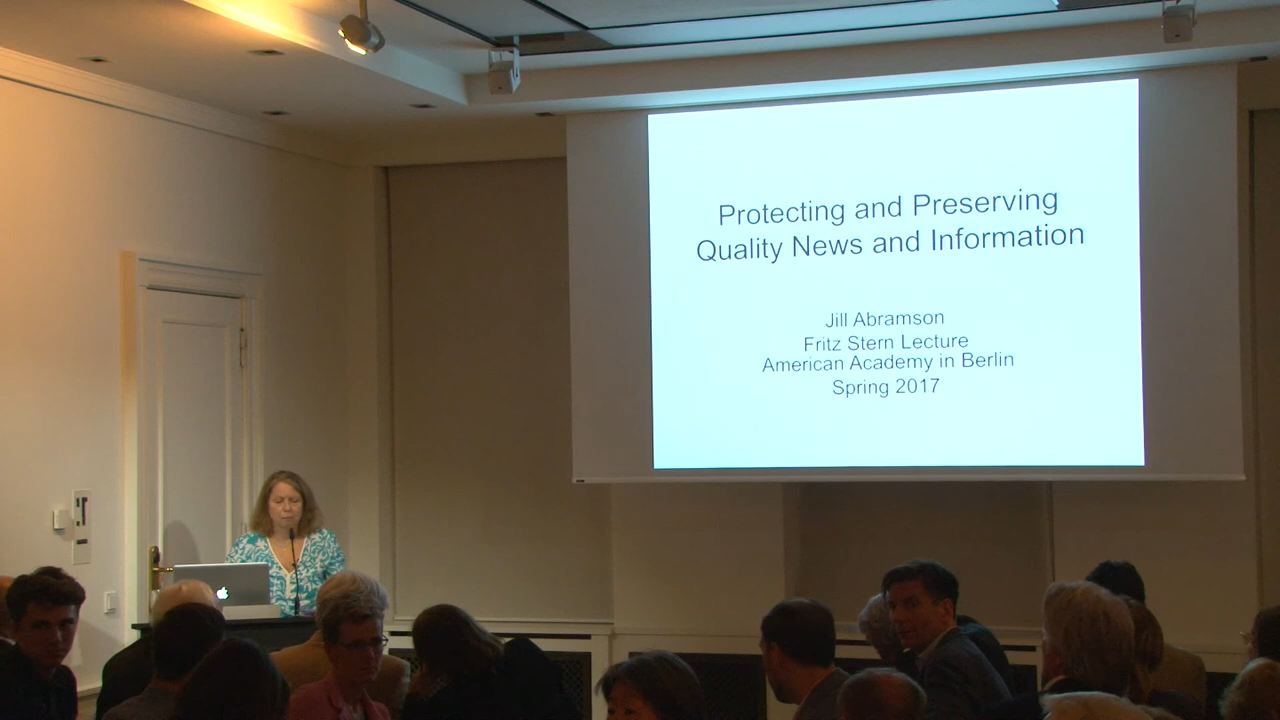 Protecting and Preserving
Quality News and Information
Jill Abramson
Fritz Stern Lecture
American Academy in Berlin
Spring 2017